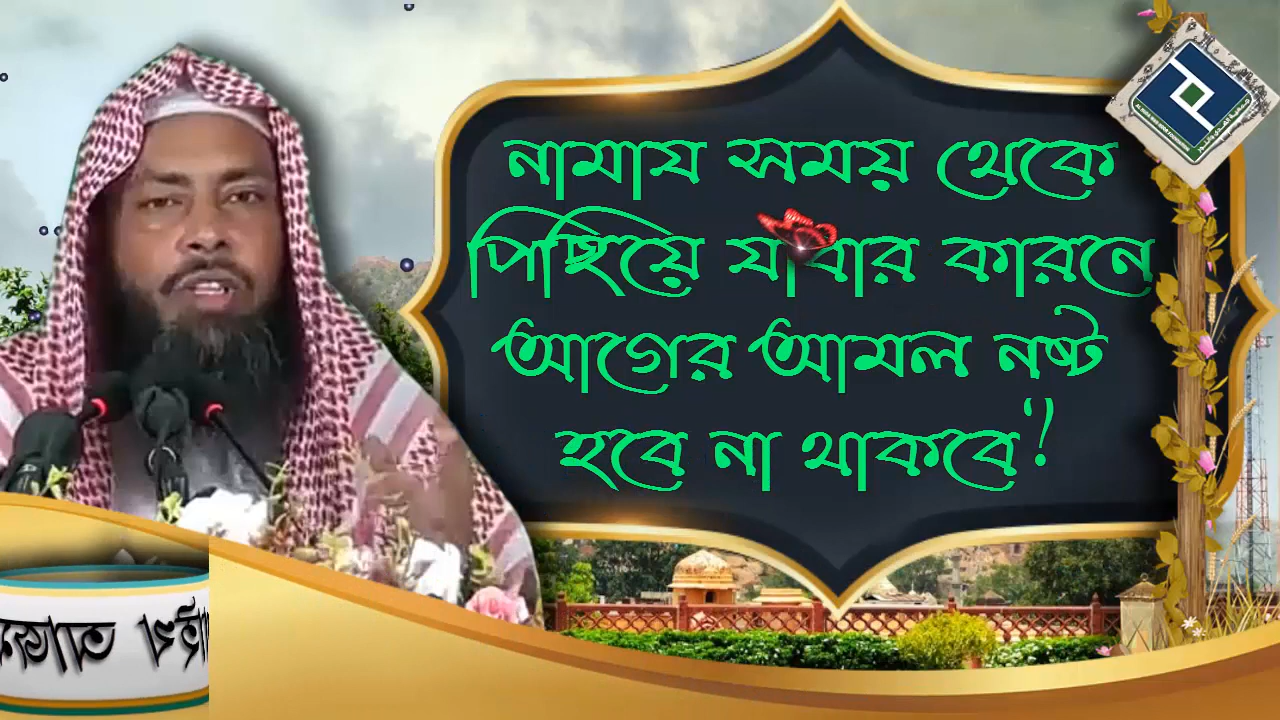 নামায সময় থেকে
পিছিয়ে যাবার কারনে
আগের আমল নষ্ট
হবে না থাকবে?